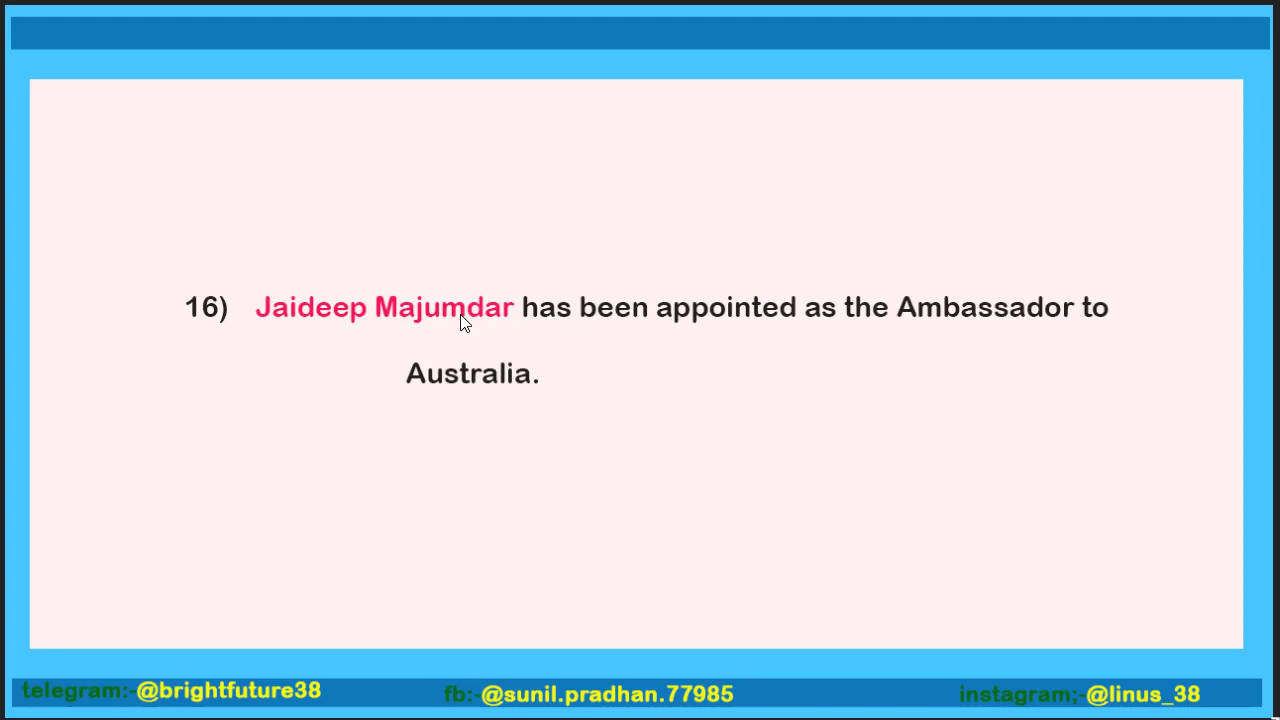 16) Jaideep Majumdar has been appointed as the Ambassador to
Australia.
telegram:-@brightfuture38 fb:-@sunil.pradhan.77985 instagram;-@linus_38